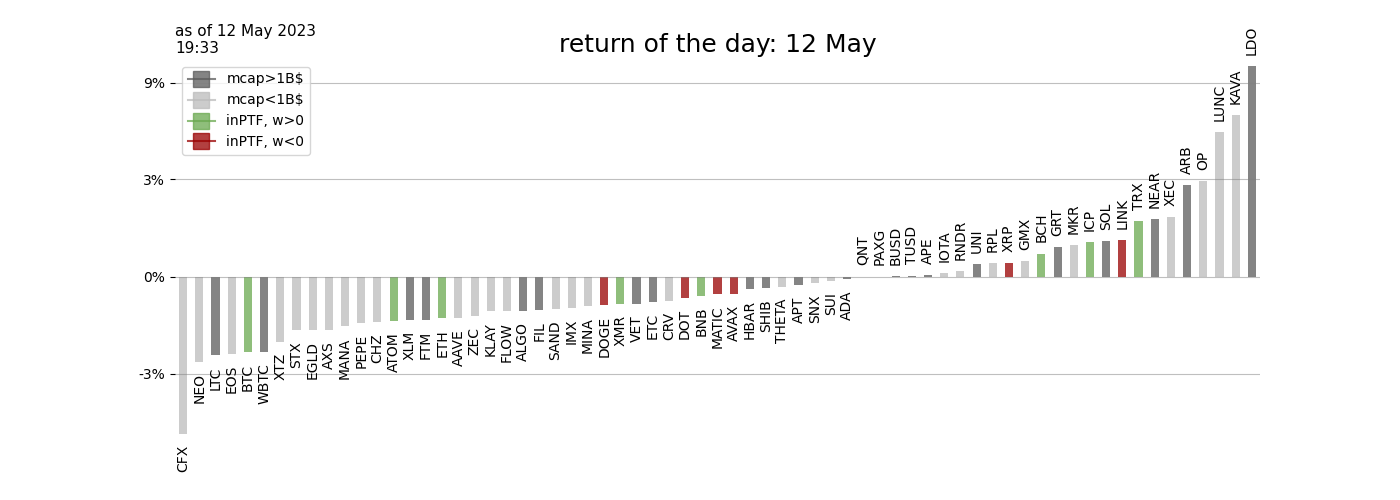 as of 12 May 2023
19:33
return of the day: 12 May
mcap>1B$
mcap<1B$
inPTF, w>0
inPTF, w<0
9%
3%
0%
-3%
CFX
NEO
LTC
EOS
BTC
WBTC
XTZ
STX
EGLD
AXS
MANA
PEPE
CHZ
ATOM
XLM
FTM
ETH
AAVE
ZEC
KLAY
FLOW
ALGO
FIL
SAND
IMX
MINA
DOGE
XMR
VET
ETC
CRV
DOT
BNB
MATIC
AVAX
HBAR
SHIB
THETA
APT
SNX
SUI
ADA
QNT
PAXG
BUSD
TUSD
APE
IOTA
RNDR
UNI
RPL
XRP
GMX
BCH
GRT
MKR
ICP
SOL
LINK
TRX
NEAR
XEC
ARB
OP
LUNC
KAVA
LDO